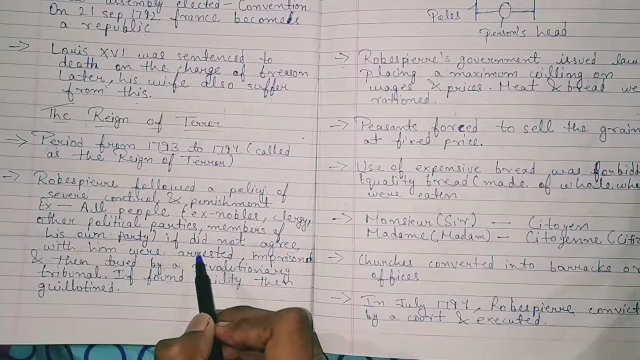 assembly elected - Convention
On 21 sep 1792 france becomes
a republic
→ Louis XVI was sentenced to
death on the charge of treason
Later, his wife also suffer
from this.
The Reign of Terror
→ Period from 1793 to 1794 (called
as the Reign of Terror)
→ Robespierre followed a policy of
severe control & punishment
Ex - All people (ex-nobles, clergy,
other political parties, members of
his own party) if did not agree
with him were arrested imprisoned
& then tried by a revolutionary
tribunal. If found guilty then
guillotined.
Poles
person's head
→ Robespierre's government issued laws
placing a maximum ceilling on
wages & prices. Meat & bread we
rationed.
→ Peasants forced to sell the grain
at fixed price.
→ Use of expensive bread was forbidd
Equality bread (made of whole whe
were eaten
→ Monsieur (Sir) — Citoyen
Madame (Madam) — Citoyenne (Citi
→ Churches converted into barracks or
offices
→ In July 1794, Robespierre convict
by a court & executed.